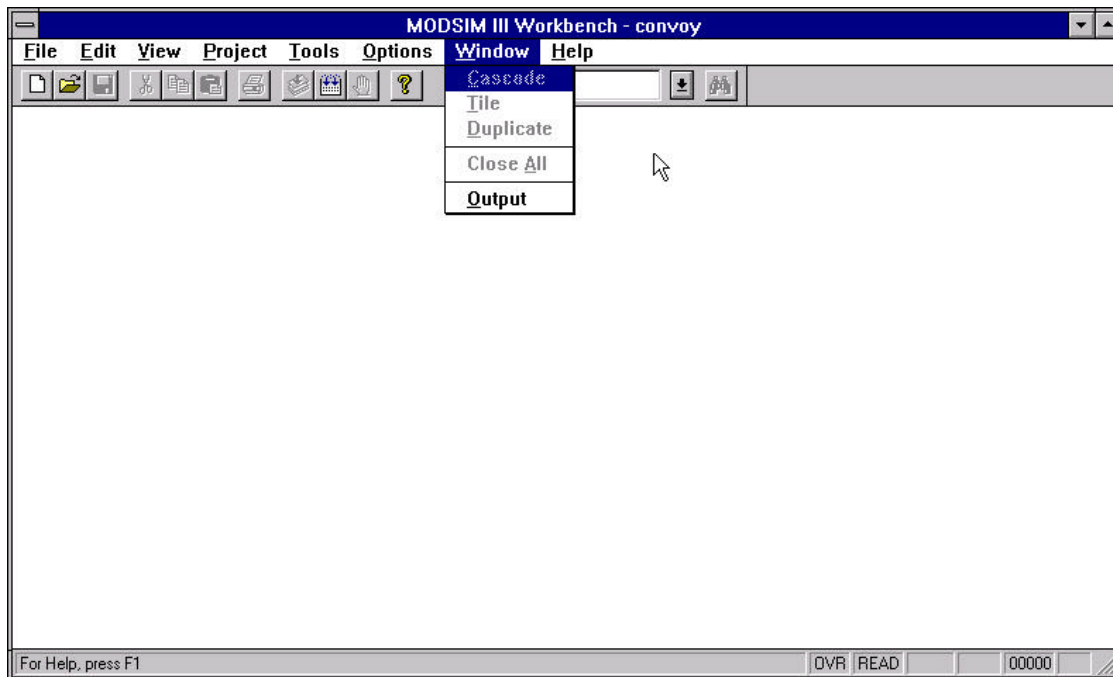 MODSIM III Workbench - convoy
File Edit View Project Tools Options Window Help
Cascade
Tile
Duplicate
Close All
Output
For Help, press F1 OVR READ 00000